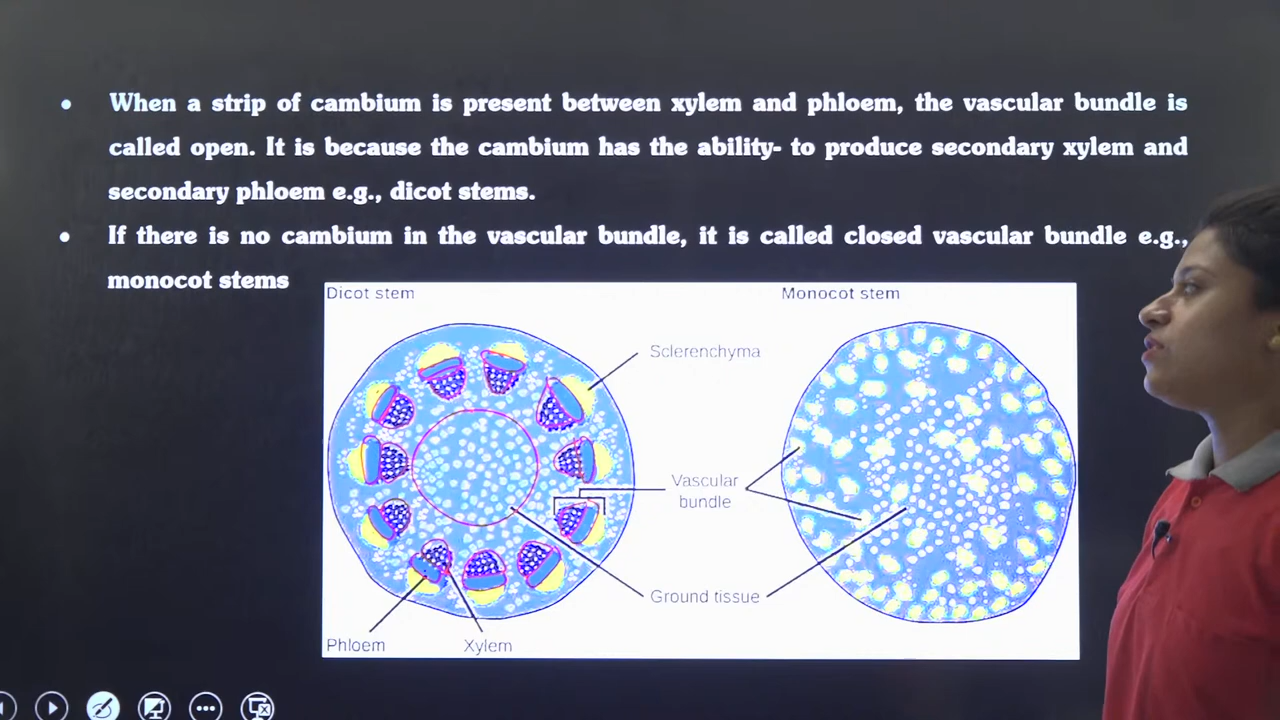 When a strip of cambium is present between xylem and phloem, the vascular bundle is
called open. It is because the cambium has the ability- to produce secondary xylem and
secondary phloem e.g., dicot stems.
If there is no cambium in the vascular bundle, it is called closed vascular bundle e.g.,
monocot stems
Dicot stem
Monocot stem
Sclerenchyma
Vascular
bundle
Ground tissue
Phloem
Xylem